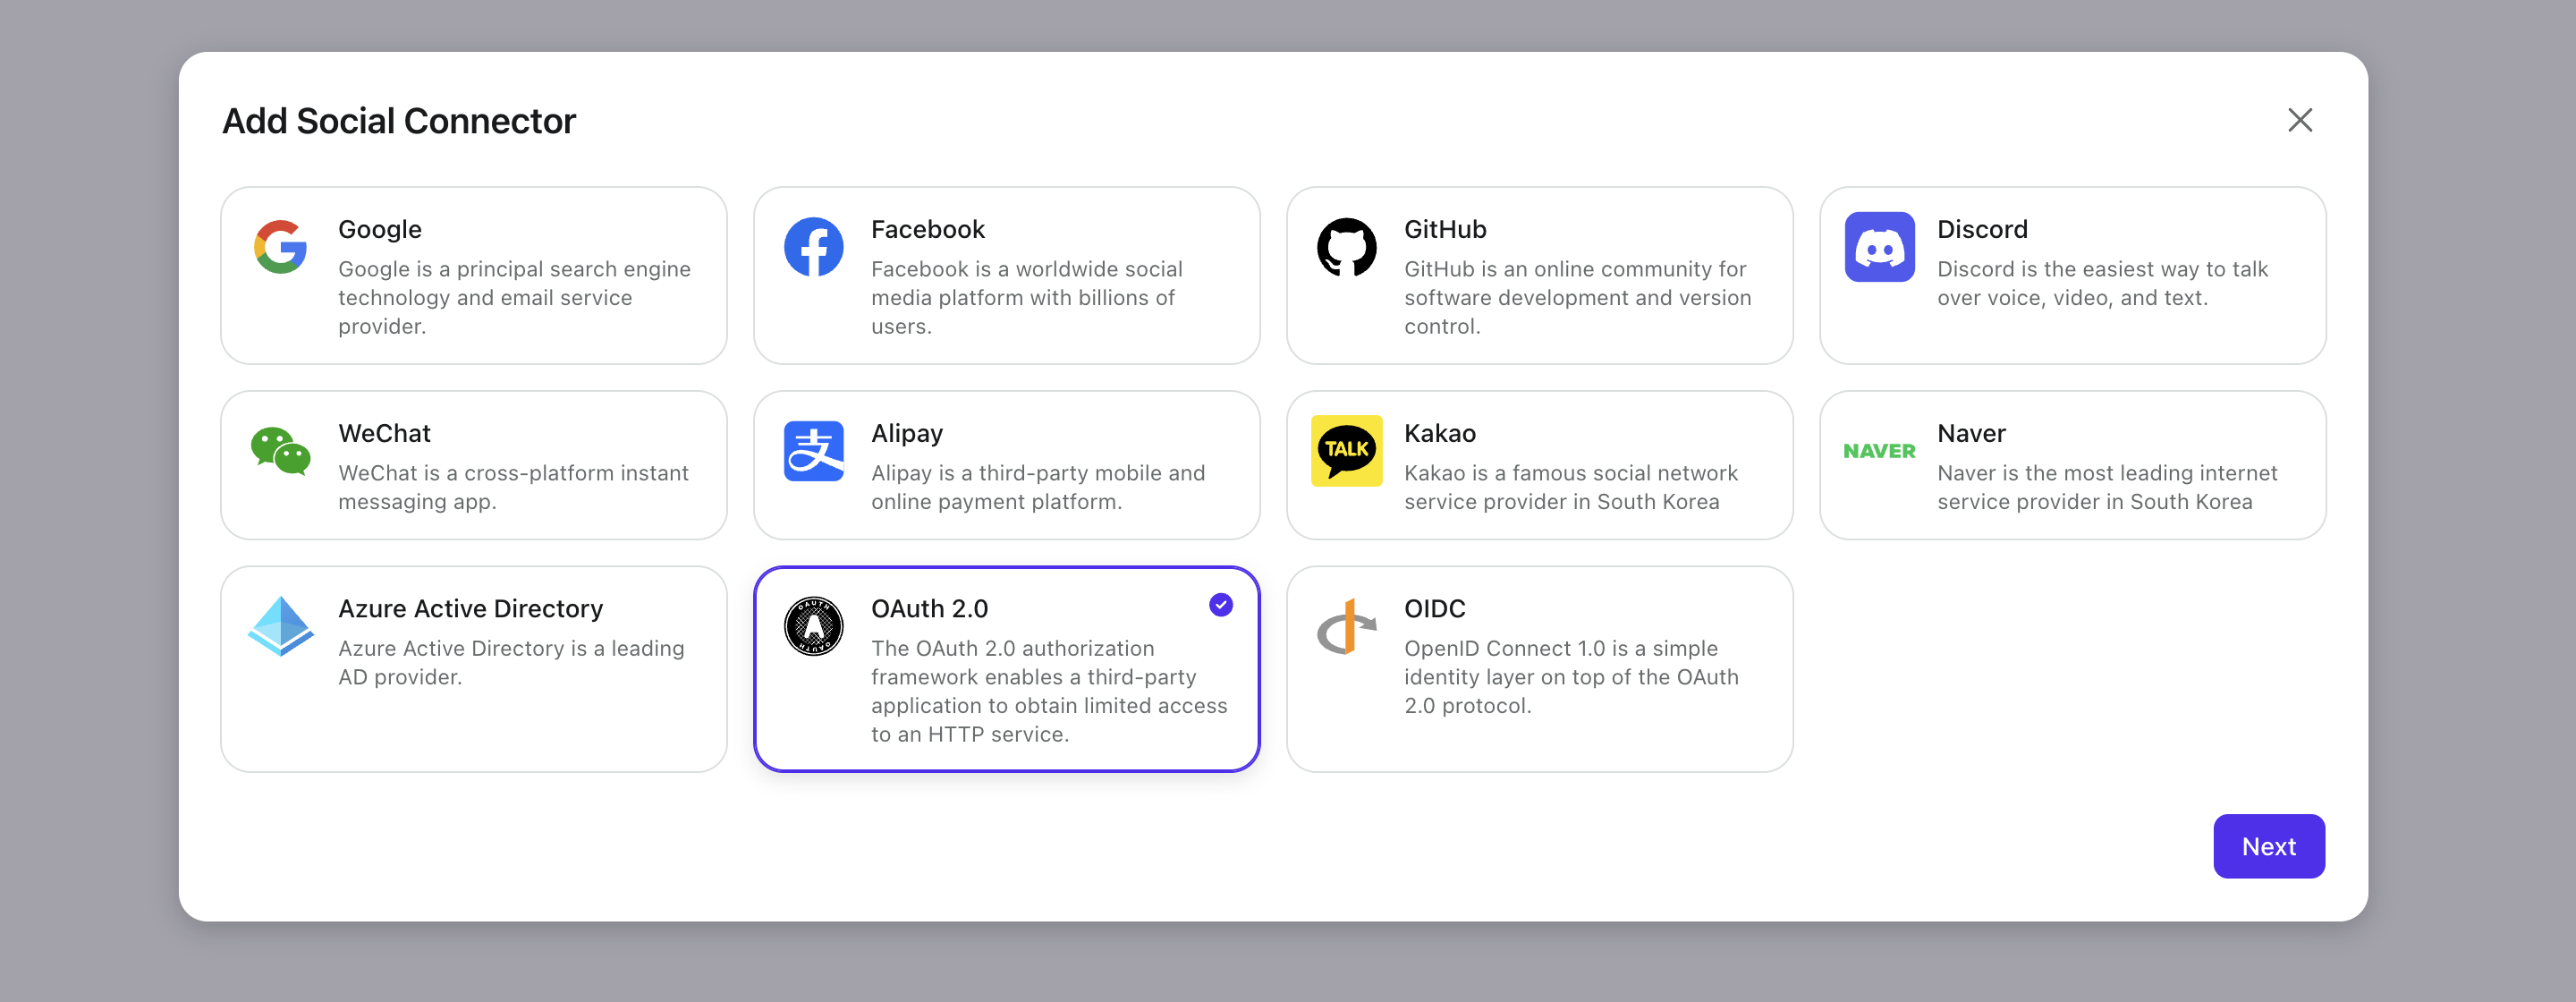 Add Social Connector
Google
Google is a principal search engine
technology and email service
provider.
Facebook
Facebook is a worldwide social
media platform with billions of
users.
GitHub
GitHub is an online community for
software development and version
control.
Discord
Discord is the easiest way to talk
over voice, video, and text.
WeChat
WeChat is a cross-platform instant
messaging app.
支
Alipay
Alipay is a third-party mobile and
online payment platform.
TALK
Kakao
Kakao is a famous social network
service provider in South Korea
NAVER
Naver
Naver is the most leading internet
service provider in South Korea
Azure Active Directory
Azure Active Directory is a leading
AD provider.
OAUTH
A
OAUTH
OAuth 2.0
The OAuth 2.0 authorization
framework enables a third-party
application to obtain limited access
to an HTTP service.
OIDC
OpenID Connect 1.0 is a simple
identity layer on top of the OAuth
2.0 protocol.
Next